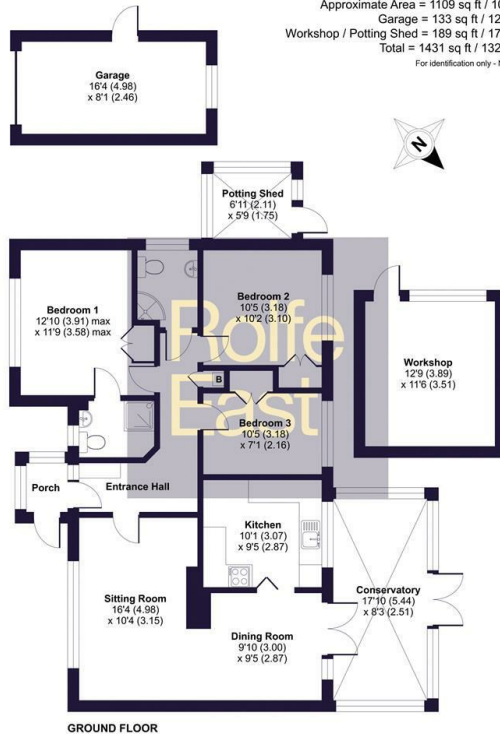 Approximate Area = 1109 sq ft / 10
Garage = 133 sq ft / 12
Workshop / Potting Shed = 189 sq ft / 17
Total = 1431 sq ft / 132
For identification only - N
Garage
16'4 (4.98)
x 8'1 (2.46)
N
Potting Shed
6'11 (2.11)
x 5'9 (1.75)
Bedroom 1
12'10 (3.91) max
x 11'9 (3.58) max
Bedroom 2
10'5 (3.18)
x 10'2 (3.10)
Rolfe
East
Workshop
12'9 (3.89)
x 11'6 (3.51)
B
Bedroom 3
10'5 (3.18)
x 7'1 (2.16)
Porch
Entrance Hall
Kitchen
10'1 (3.07)
x 9'5 (2.87)
Sitting Room
16'4 (4.98)
x 10'4 (3.15)
Conservatory
17'10 (5.44)
x 8'3 (2.51)
Dining Room
9'10 (3.00)
x 9'5 (2.87)
GROUND FLOOR